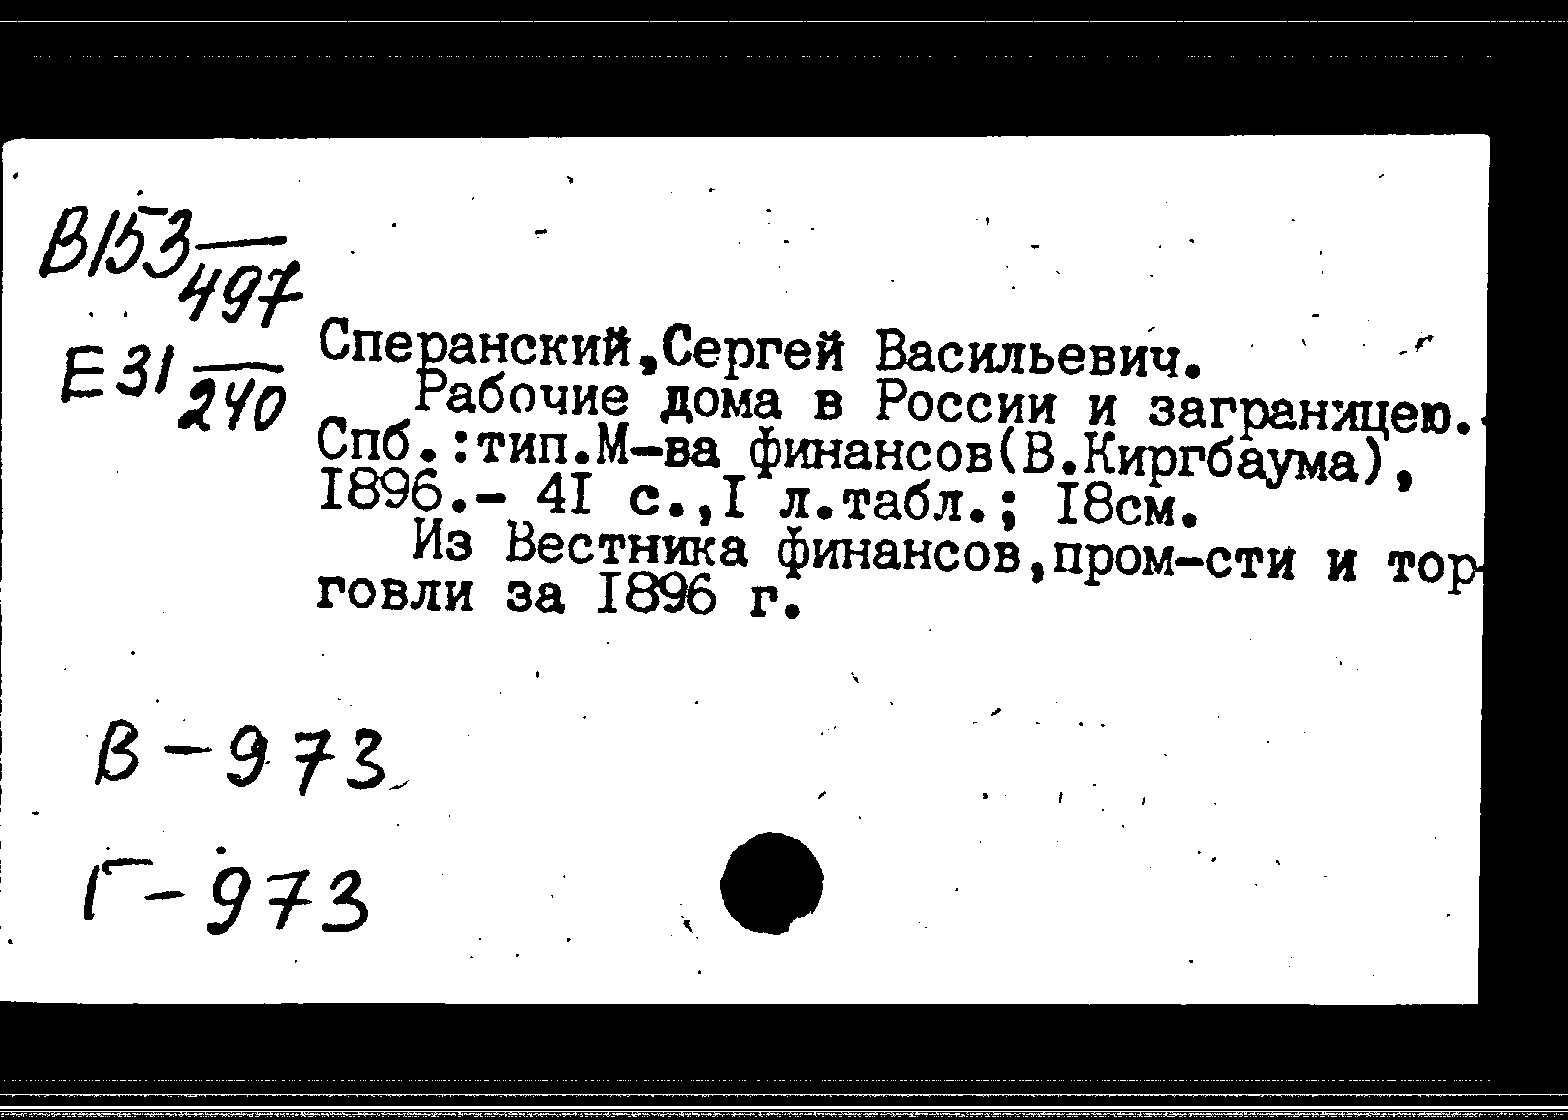 В153 —
497
Е31 —
240
Сперанский,Сергей Васильевич.
Рабочие дома в России и заграницею.-
Спб.:тип.М-ва финансов(В.Киргбаума),
1896.- 41 с.,1 л.табл.; 18см.
Из Вестника финансов,пром-сти и тор-
говли за 1896 г.
В - 973
Г - 973